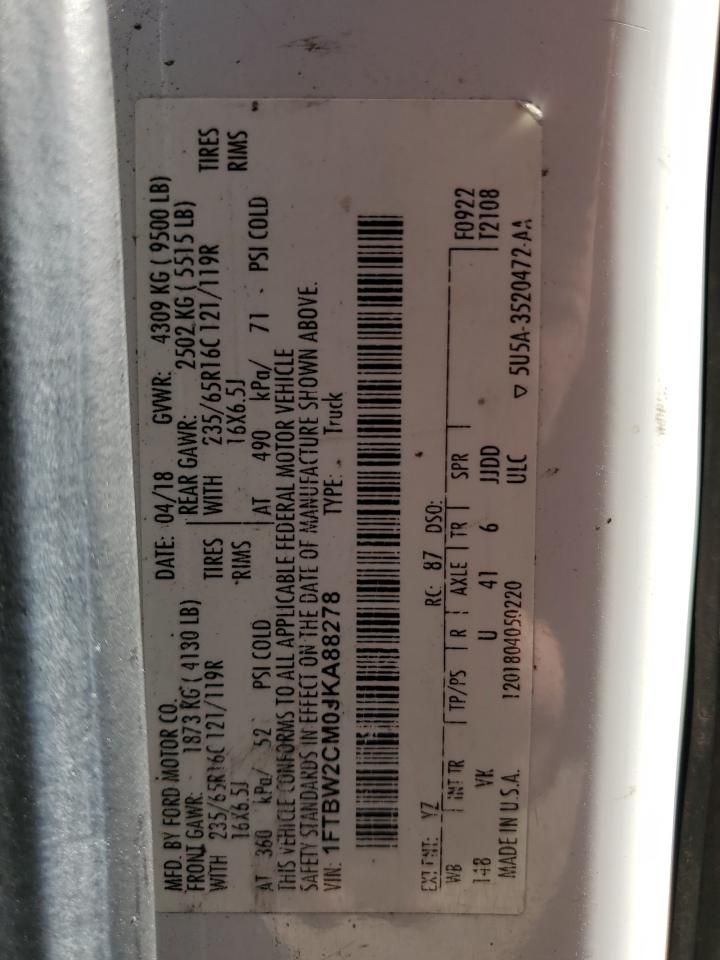 MFD. BY FORD MOTOR CO. DATE: 04/18 GVWR: 4309 KG ( 9500 LB)
FRONT GAWR: 1873 KG ( 4130 LB) REAR GAWR: 2502 KG ( 5515 LB)
WITH 235/65R16C 121/119R TIRES WITH 235/65R16C 121/119R TIRES
16X6.5J RIMS 16X6.5J RIMS
AT 360 kPa/ 52 PSI COLD AT 490 kPa/ 71 PSI COLD
THIS VEHICLE CONFORMS TO ALL APPLICABLE FEDERAL MOTOR VEHICLE
SAFETY STANDARDS IN EFFECT ON THE DATE OF MANUFACTURE SHOWN ABOVE.
VIN: 1FTBW2CM0JKA88278 TYPE: Truck
EXT PNT: YZ RC: 87 DSO:
WB INT TR TP/PS R AXLE TR SPR F0922
148 VK U 41 6 JJDD T2108
MADE IN U.S.A. 1201804050220 ULC ▽ 5U5A-3520472-AA